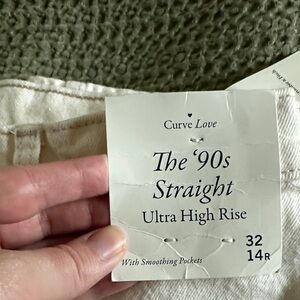 Curve Love
The '90s
Straight
Ultra High Rise
32
14R
With Smoothing Pockets